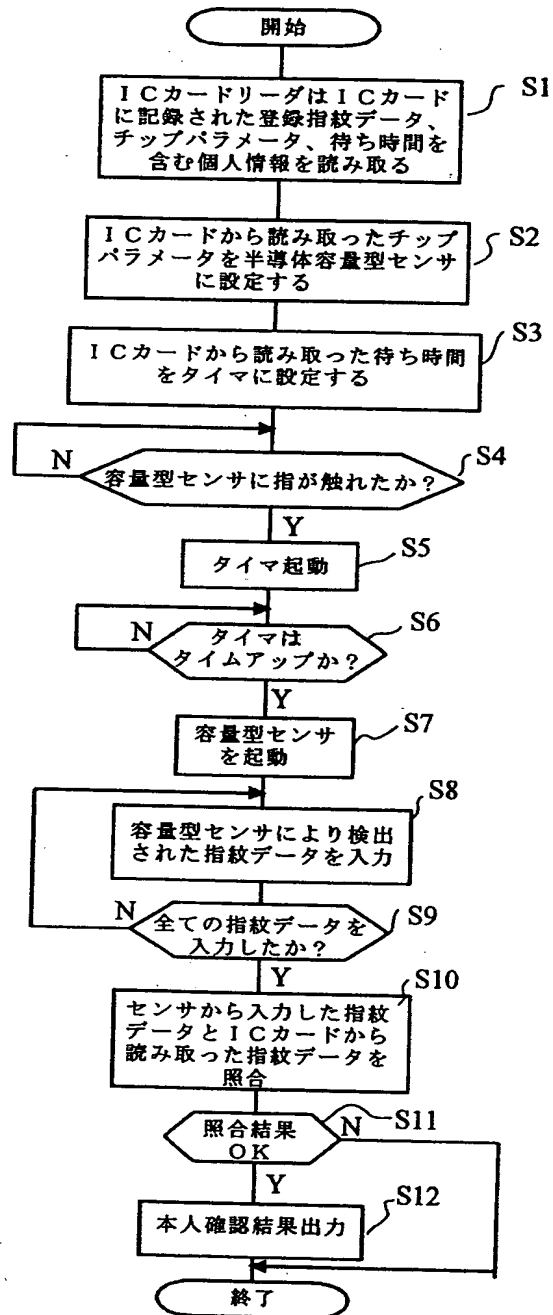 開始
S1
ICカードリーダはICカード
に記録された登録指紋データ、
チップパラメータ、待ち時間を
含む個人情報を読み取る
S2
ICカードから読み取ったチップ
パラメータを半導体容量型センサ
に設定する
S3
ICカードから読み取った待ち時間
をタイマに設定する
S4
N
容量型センサに指が触れたか?
Y
S5
タイマ起動
S6
N
タイマは
タイムアップか?
Y
S7
容量型センサ
を起動
S8
容量型センサにより検出
された指紋データを入力
N
S9
全ての指紋データを
入力したか?
Y
S10
センサから入力した指紋
データとICカードから
読み取った指紋データを
照合
S11
照合結果
OK
N
Y
S12
本人確認結果出力
終了